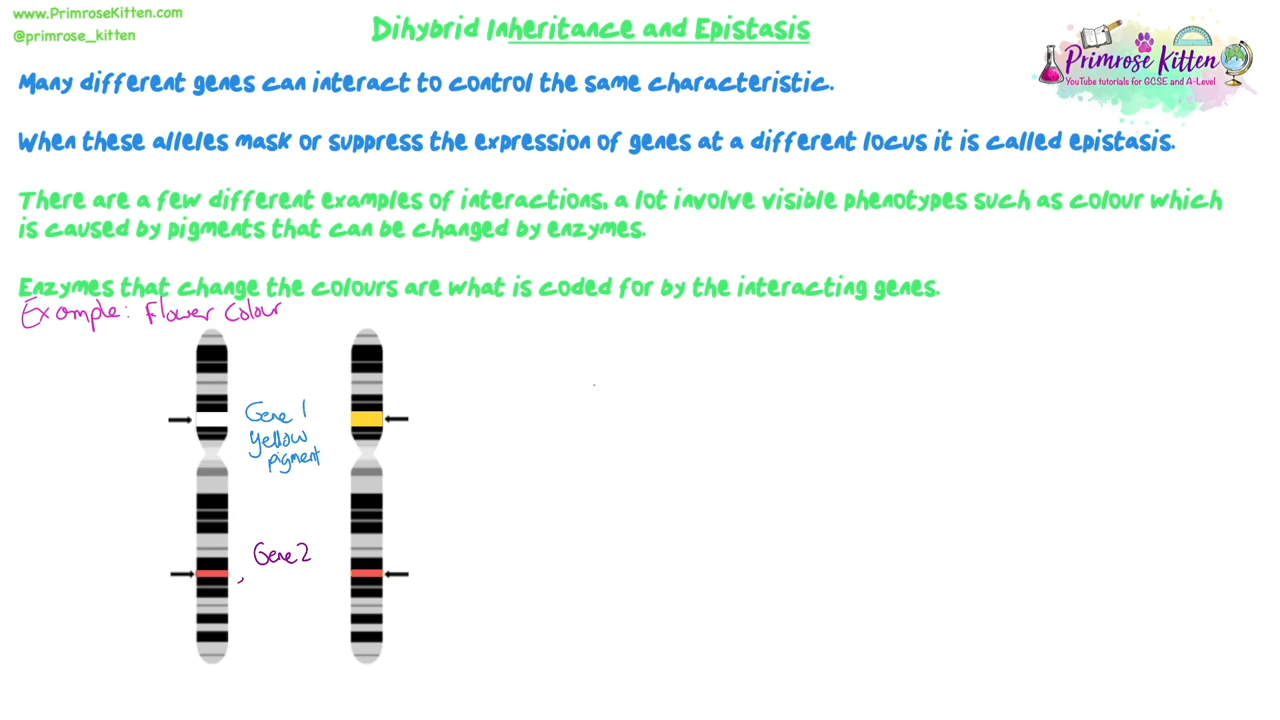 www.PrimroseKitten.com
@primrose_kitten
Dihybrid Inheritance and Epistasis
Primrose Kitten
YouTube tutorials for GCSE and A-Level
Many different genes can interact to control the same characteristic.
When these alleles mask or suppress the expression of genes at a different locus it is called epistasis.
There are a few different examples of interactions, a lot involve visible phenotypes such as colour which
is caused by pigments that can be changed by enzymes.
Enzymes that change the colours are what is coded for by the interacting genes.
Example: Flower Colour
Gene 1
Yellow
pigment
Gene 2